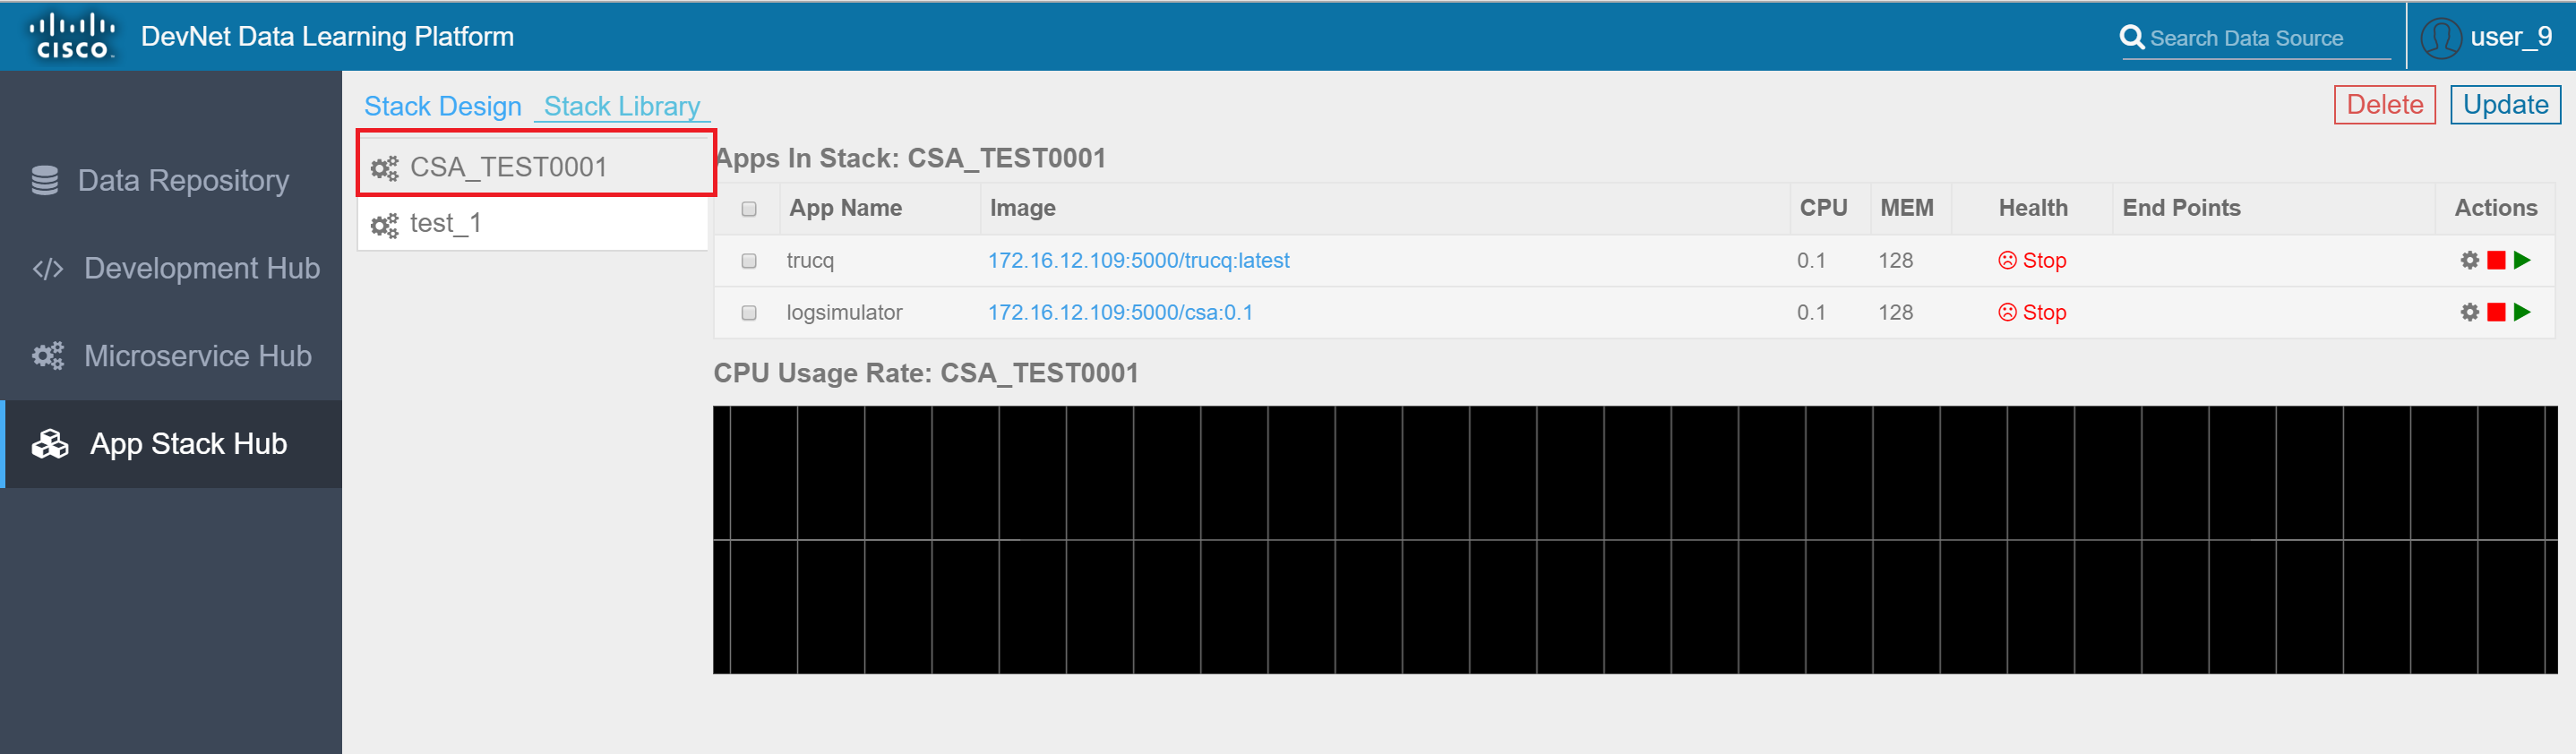 CISCO DevNet Data Learning Platform Search Data Source user_9
Stack Design Stack Library Delete Update
Data Repository
Development Hub
Microservice Hub
App Stack Hub
CSA_TEST0001
test_1
Apps In Stack: CSA_TEST0001
App Name Image CPU MEM Health End Points Actions
trucq 172.16.12.109:5000/trucq:latest 0.1 128 Stop
logsimulator 172.16.12.109:5000/csa:0.1 0.1 128 Stop
CPU Usage Rate: CSA_TEST0001